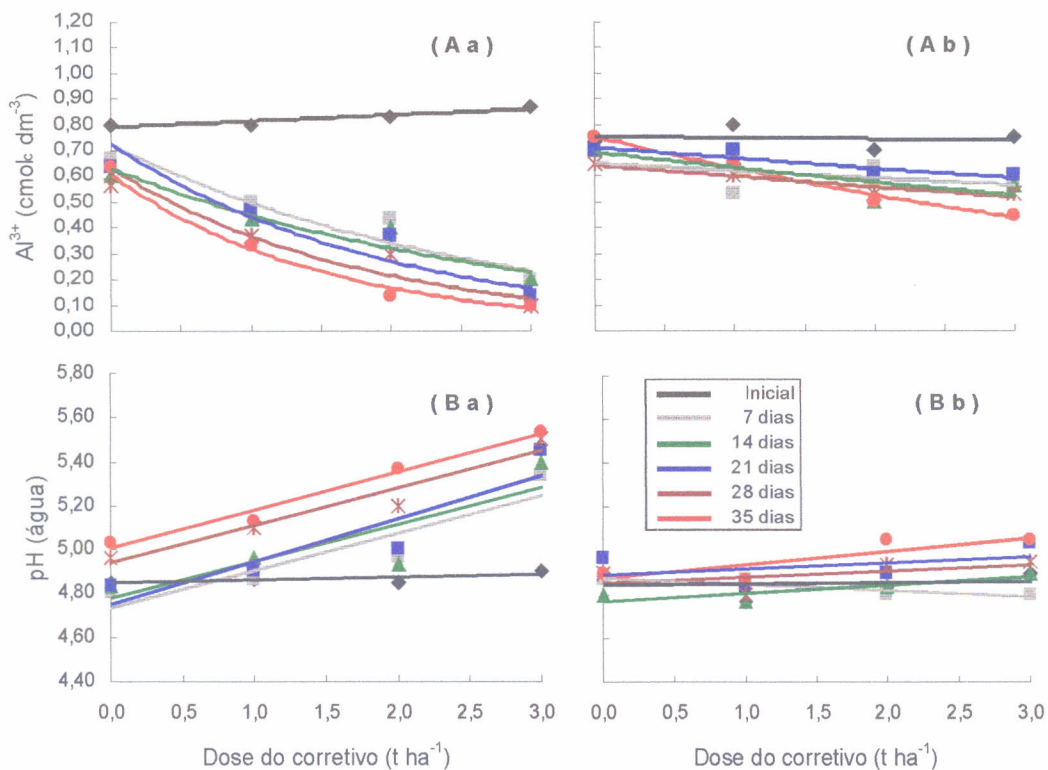 ( A a )
( A b )
Al³⁺ (cmolc dm⁻³)
1,20
1,10
1,00
0,90
0,80
0,70
0,60
0,50
0,40
0,30
0,20
0,10
0,00
( B a )
( B b )
pH (água)
5,80
5,60
5,40
5,20
5,00
4,80
4,60
4,40
Inicial
7 dias
14 dias
21 dias
28 dias
35 dias
0,0 0,5 1,0 1,5 2,0 2,5 3,0
0,0 0,5 1,0 1,5 2,0 2,5 3,0
Dose do corretivo (t ha⁻¹)
Dose do corretivo (t ha⁻¹)